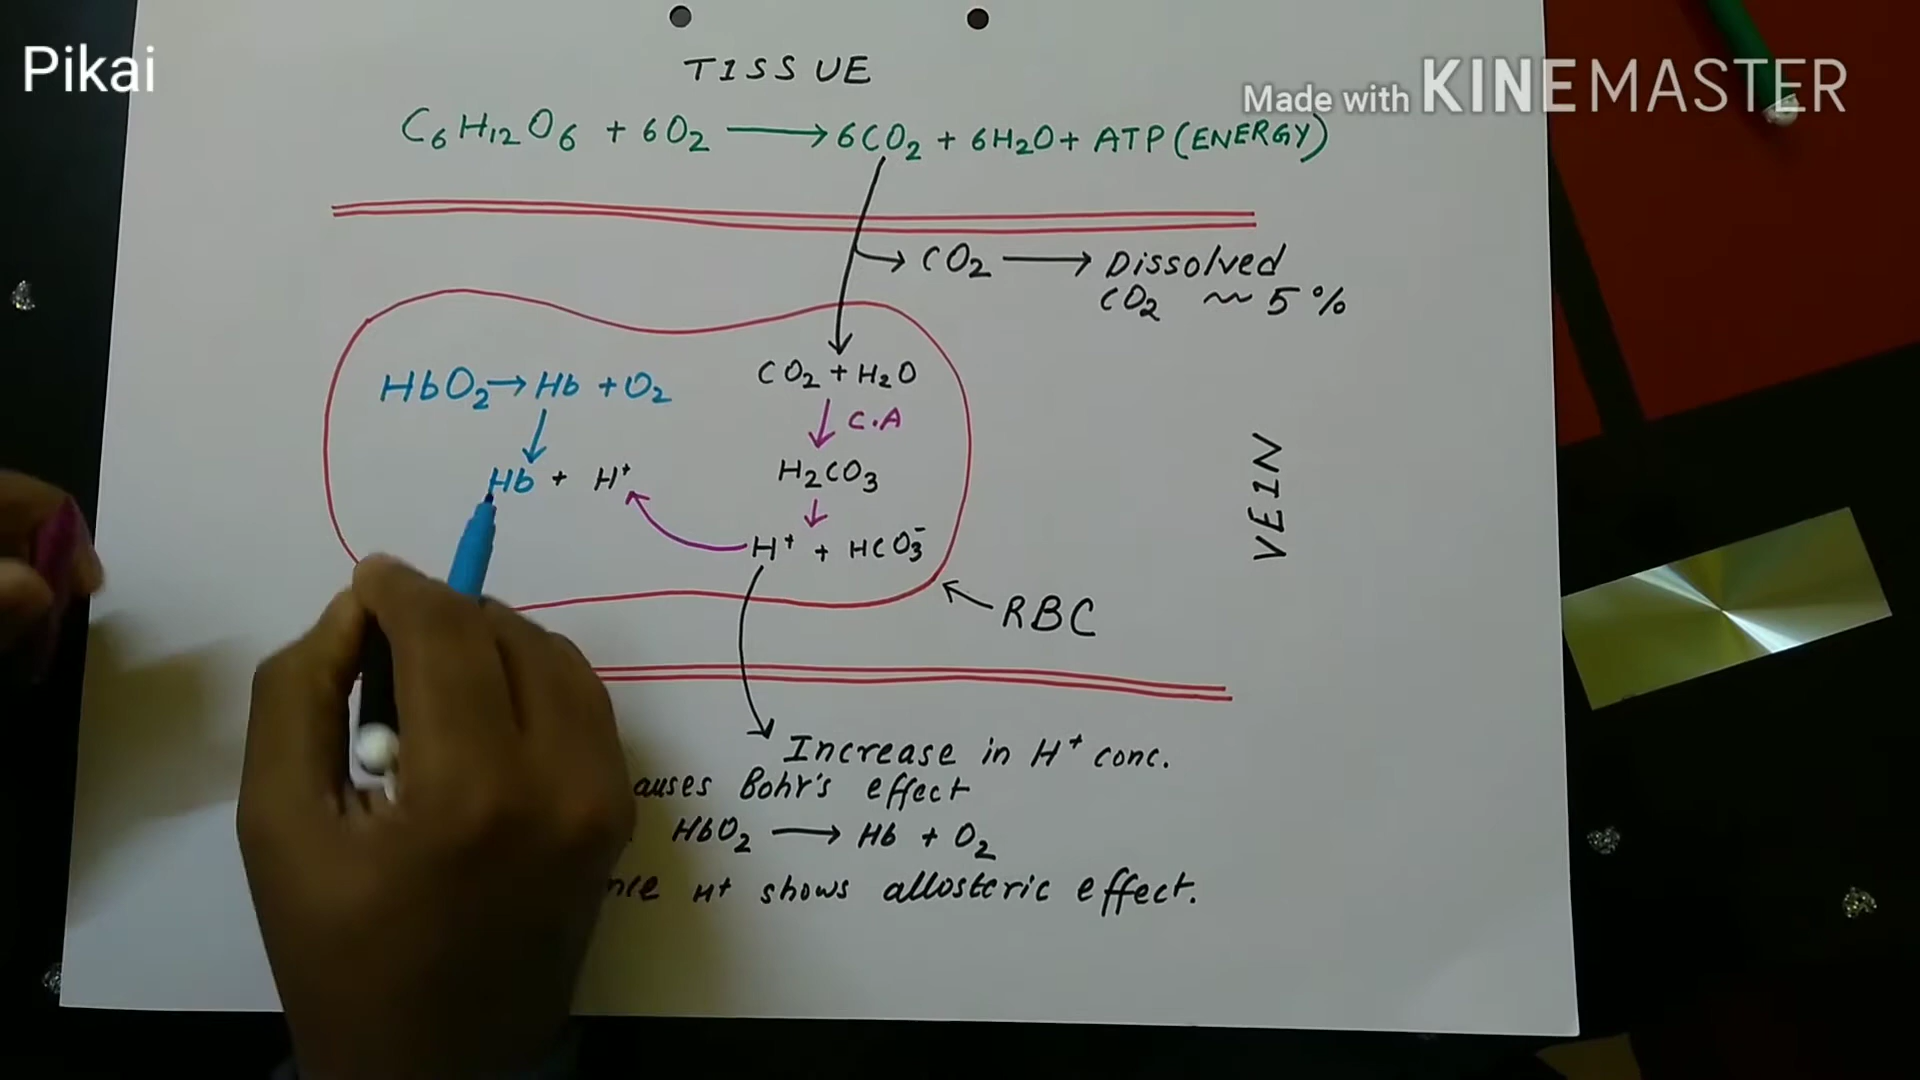 Pikai
Made with KINEMASTER
TISSUE
C6H12O6 + 6O2 → 6CO2 + 6H2O + ATP (ENERGY)
CO2 → Dissolved
CO2 ~ 5%
HbO2 → Hb + O2
CO2 + H2O
C.A
H2CO3
Hb + H+
H+ + HCO3-
VEIN
RBC
Increase in H+ conc.
Bohr's effect
HbO2 → Hb + O2
H+ shows allosteric effect.